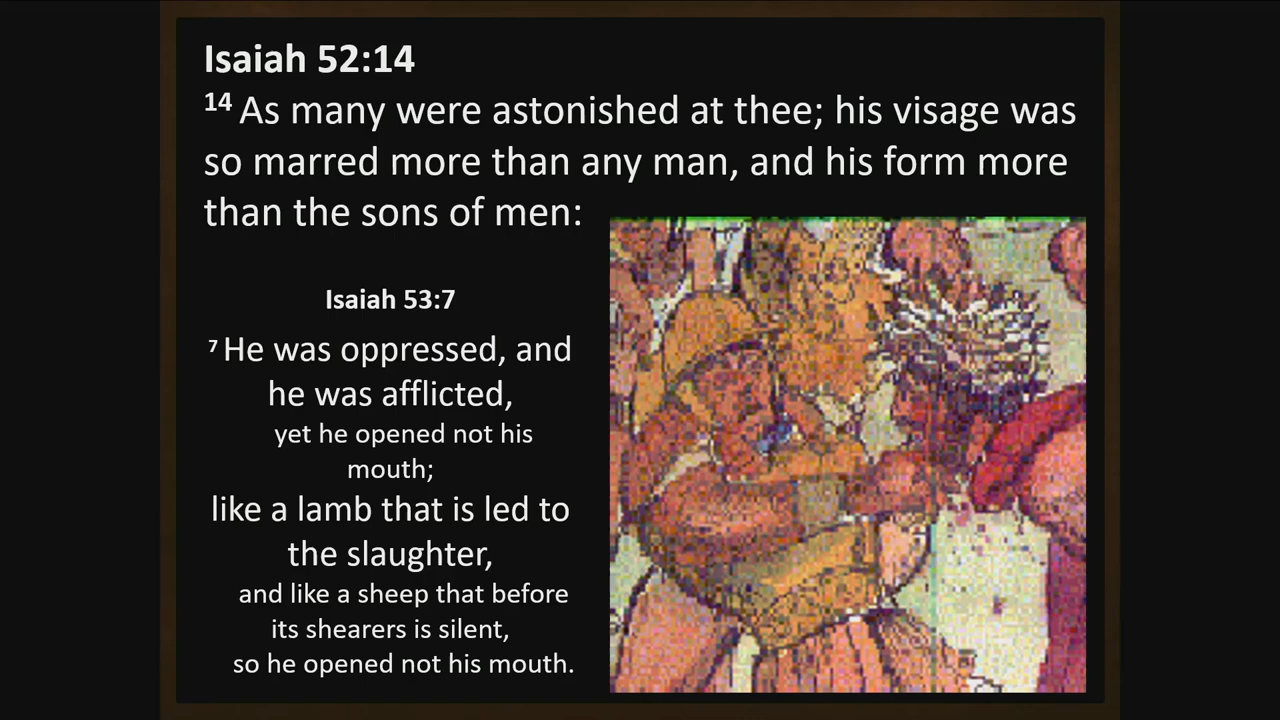 Isaiah 52:14
14 As many were astonished at thee; his visage was
so marred more than any man, and his form more
than the sons of men:
Isaiah 53:7
7 He was oppressed, and
he was afflicted,
yet he opened not his
mouth;
like a lamb that is led to
the slaughter,
and like a sheep that before
its shearers is silent,
so he opened not his mouth.